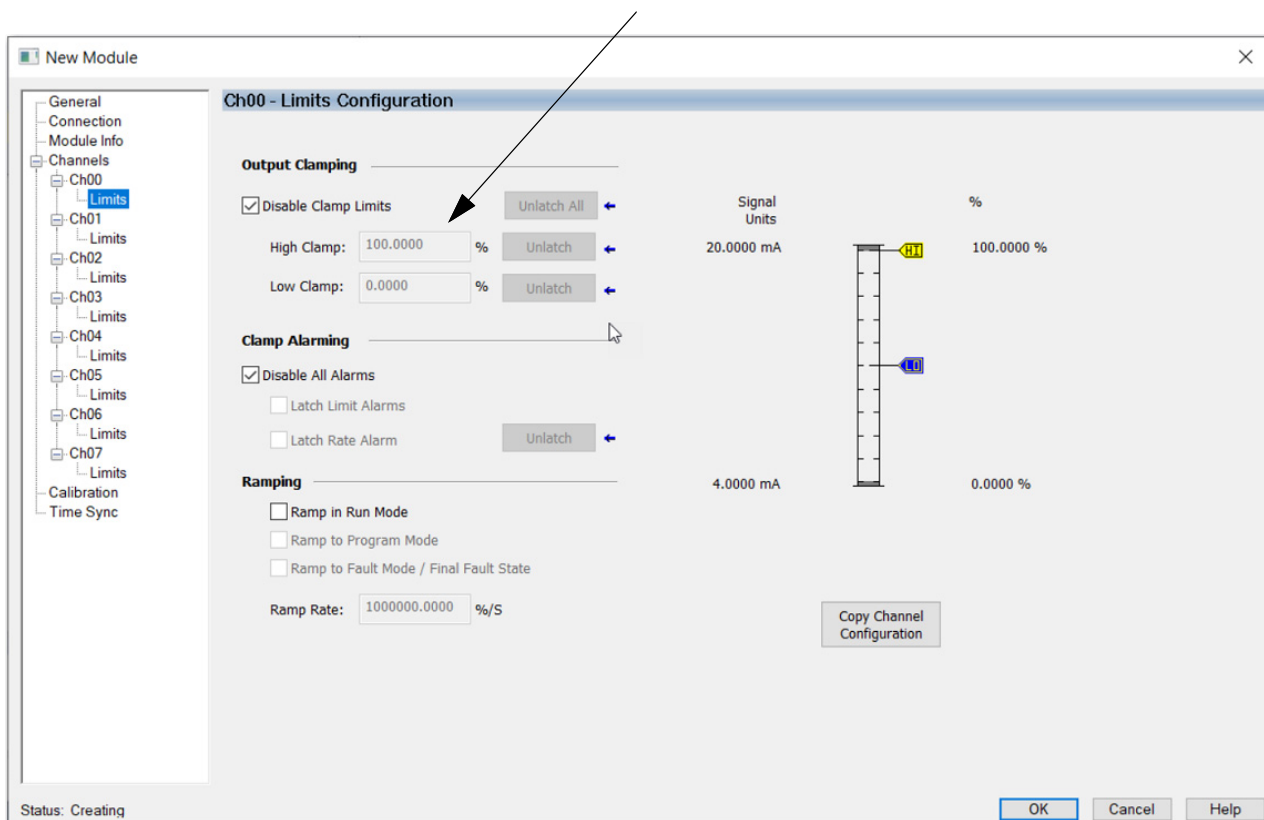 New Module
General
Connection
Module Info
Channels
Ch00
Limits
Ch01
Limits
Ch02
Limits
Ch03
Limits
Ch04
Limits
Ch05
Limits
Ch06
Limits
Ch07
Limits
Calibration
Time Sync
Ch00 - Limits Configuration
Output Clamping
Disable Clamp Limits
Unlatch All
High Clamp: 100.0000 % Unlatch
Low Clamp: 0.0000 % Unlatch
Clamp Alarming
Disable All Alarms
Latch Limit Alarms
Latch Rate Alarm
Unlatch
Ramping
Ramp in Run Mode
Ramp to Program Mode
Ramp to Fault Mode / Final Fault State
Ramp Rate: 1000000.0000 %/S
Signal
Units
%
20.0000 mA
HI
100.0000 %
LO
4.0000 mA
0.0000 %
Copy Channel
Configuration
Status: Creating
OK
Cancel
Help